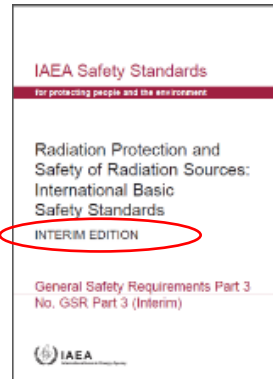 IAEA Safety Standards
for protecting people and the environment
Radiation Protection and
Safety of Radiation Sources:
International Basic
Safety Standards
INTERIM EDITION
General Safety Requirements Part 3
No. GSR Part 3 (Interim)
IAEA